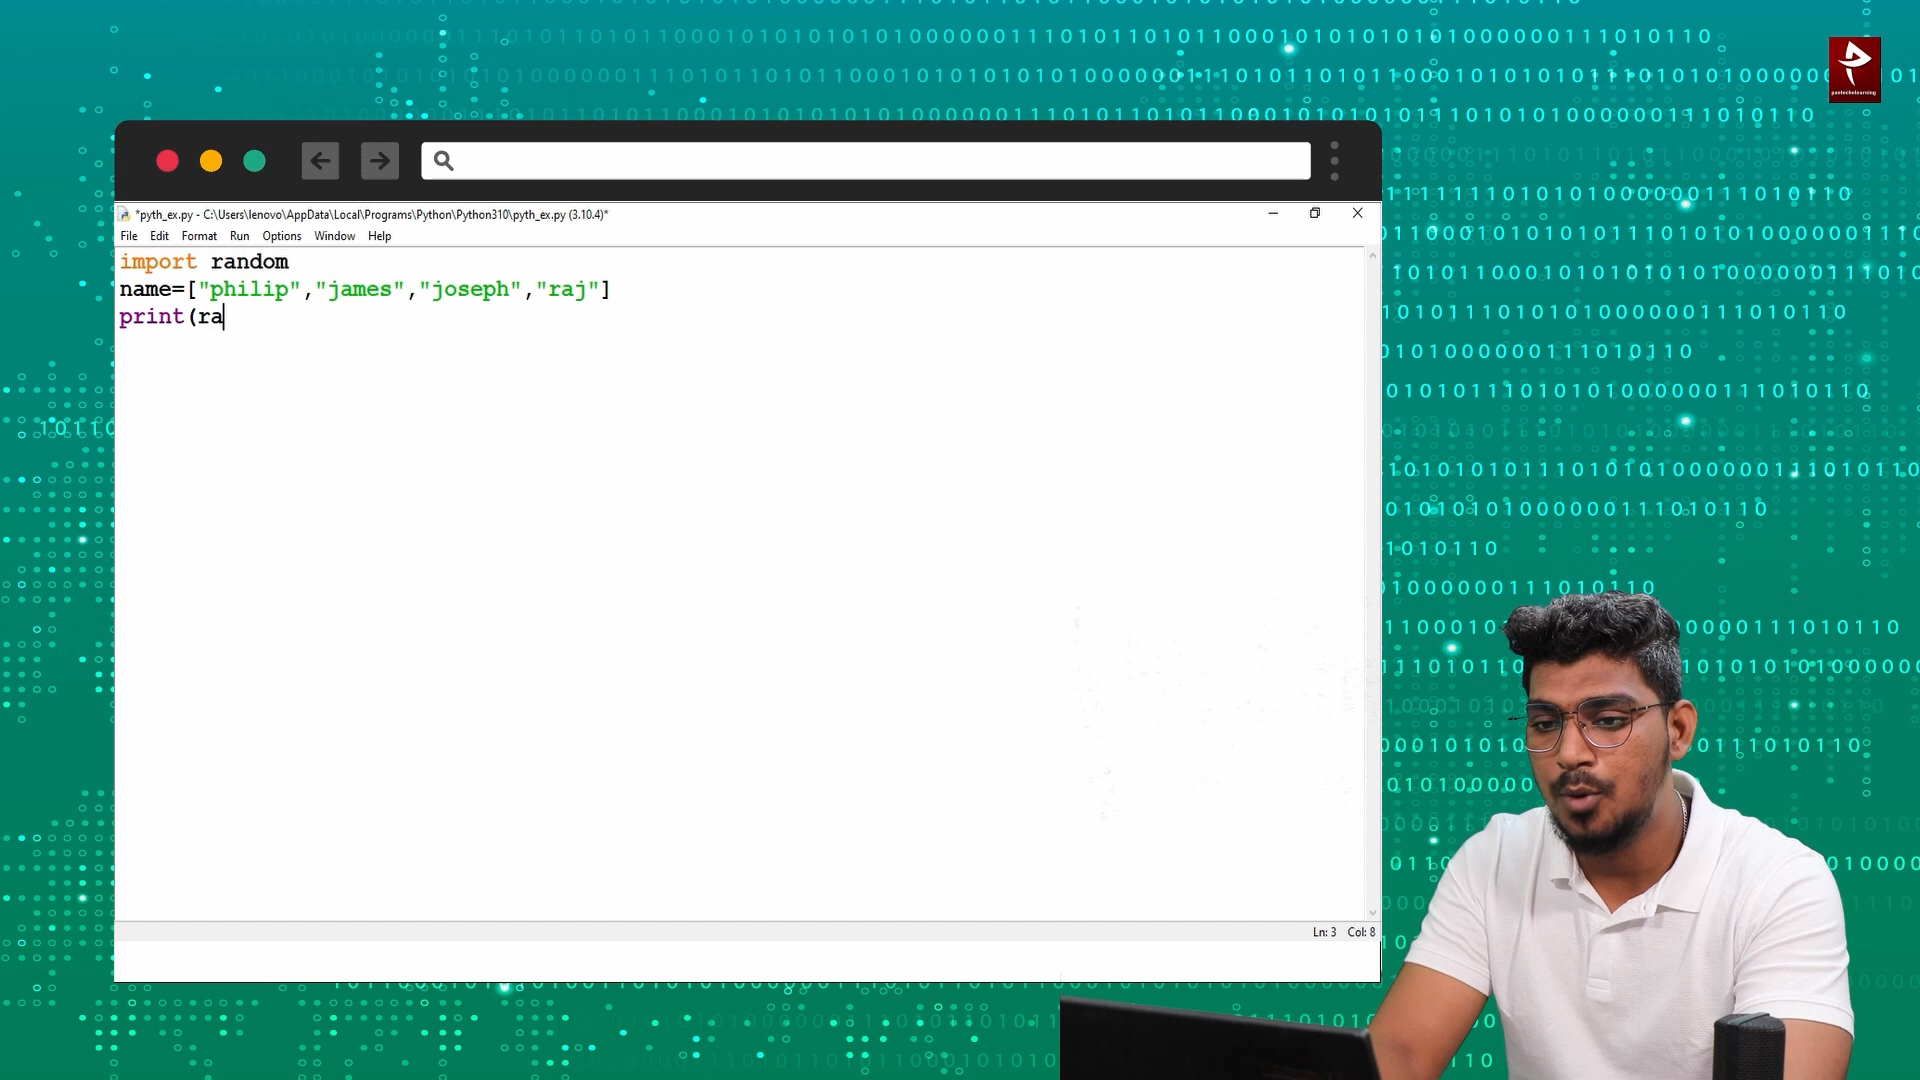 pantechelearning
*pyth_ex.py - C:\Users\lenovo\AppData\Local\Programs\Python\Python310\pyth_ex.py (3.10.4)*
File Edit Format Run Options Window Help
import random
name=["philip","james","joseph","raj"]
print(ra
Ln: 3 Col: 8